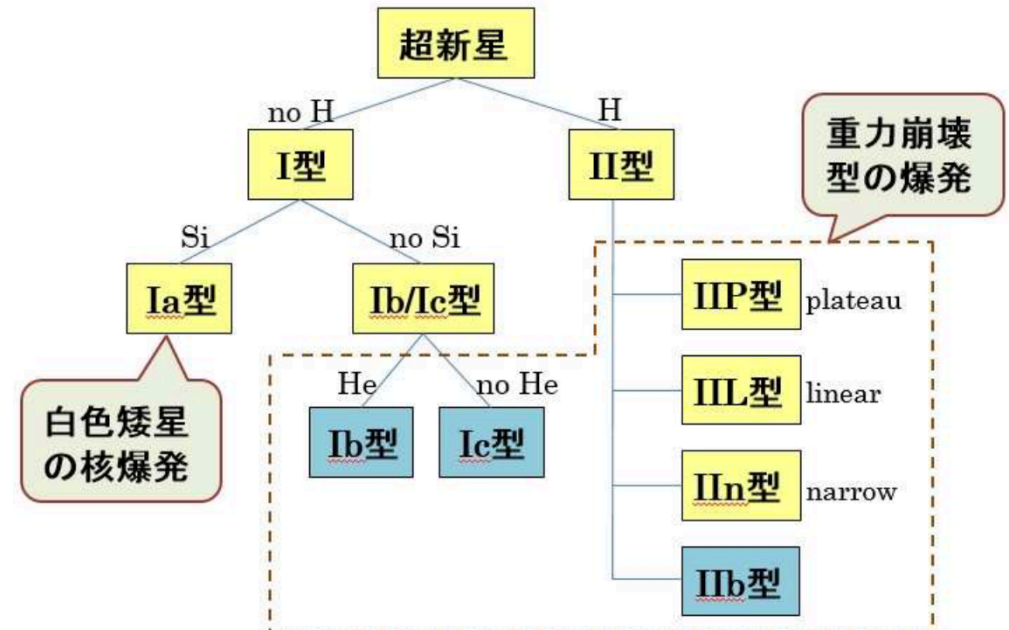 超新星
no H
H
I型
II型
重力崩壊
型の爆発
Si
no Si
Ia型
Ib/Ic型
IIP型 plateau
He
no He
IIL型 linear
白色矮星
の核爆発
Ib型
Ic型
IIn型 narrow
IIb型